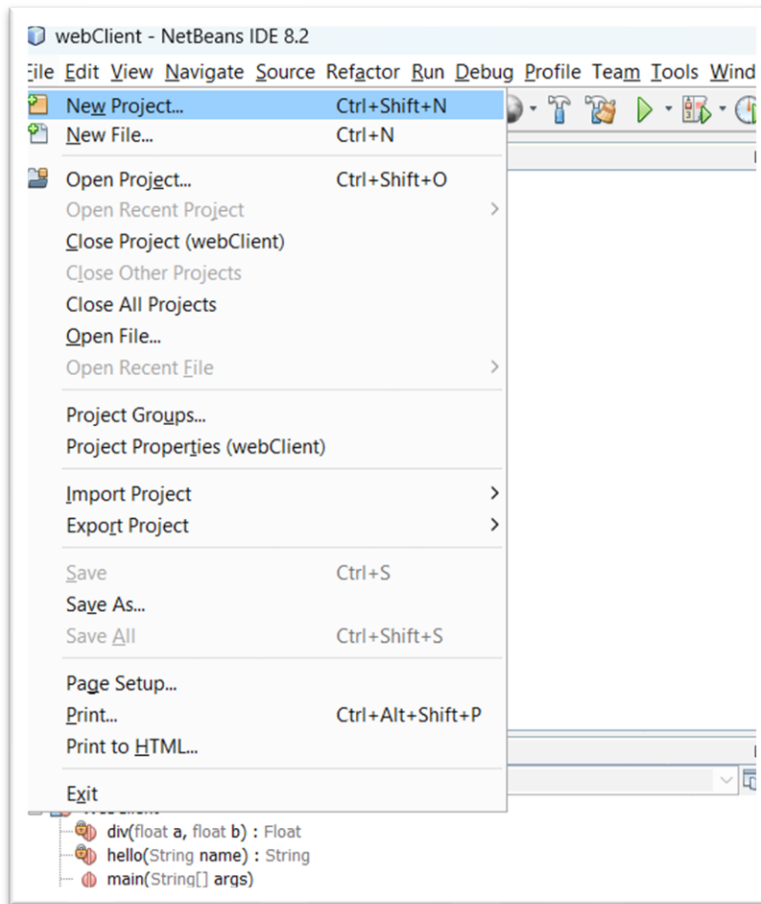 webClient - NetBeans IDE 8.2
File Edit View Navigate Source Refactor Run Debug Profile Team Tools Wind
New Project... Ctrl+Shift+N
New File... Ctrl+N
Open Project... Ctrl+Shift+O
Open Recent Project
Close Project (webClient)
Close Other Projects
Close All Projects
Open File...
Open Recent File
Project Groups...
Project Properties (webClient)
Import Project
Export Project
Save Ctrl+S
Save As...
Save All Ctrl+Shift+S
Page Setup...
Print... Ctrl+Alt+Shift+P
Print to HTML...
Exit
div(float a, float b) : Float
hello(String name) : String
main(String[] args)